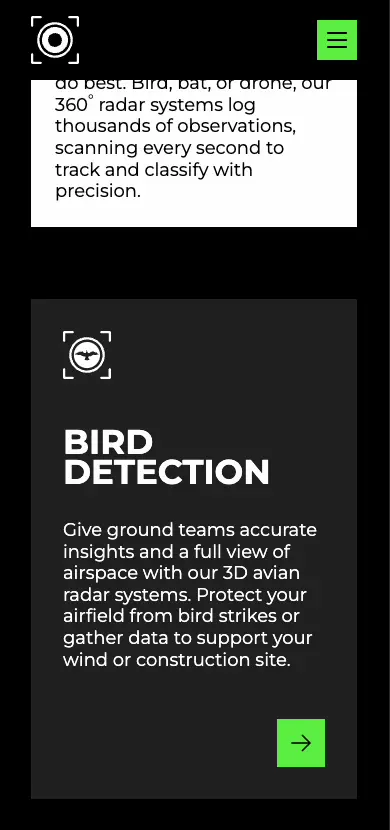 do best. Bird, bat, or drone, our
360° radar systems log
thousands of observations,
scanning every second to
track and classify with
precision.
BIRD
DETECTION
Give ground teams accurate
insights and a full view of
airspace with our 3D avian
radar systems. Protect your
airfield from bird strikes or
gather data to support your
wind or construction site.